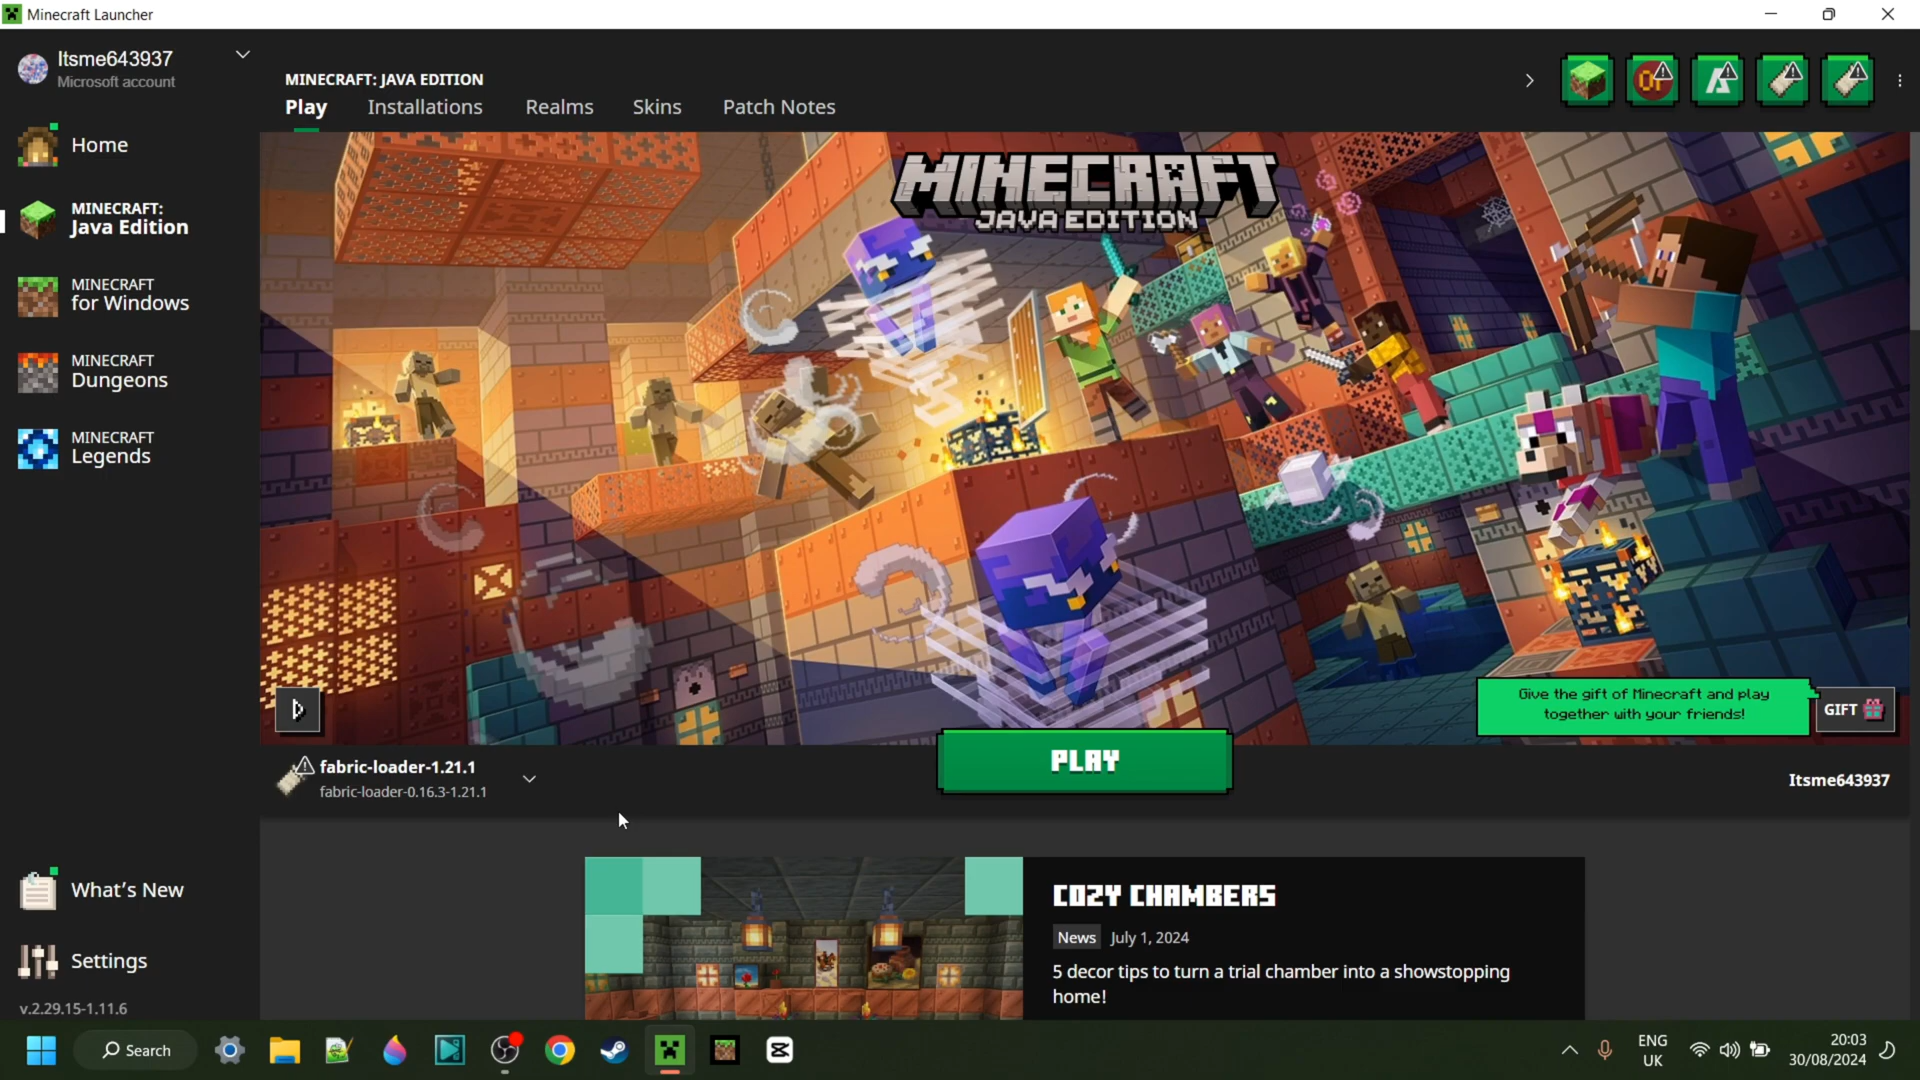 Minecraft Launcher
Itsme643937
Microsoft account
MINECRAFT: JAVA EDITION
Play
Installations
Realms
Skins
Patch Notes
Home
MINECRAFT:
Java Edition
MINECRAFT
for Windows
MINECRAFT
Dungeons
MINECRAFT
Legends
What's New
Settings
v.2.29.15-1.11.6
MINECRAFT
JAVA EDITION
Give the gift of Minecraft and play
together with your friends!
GIFT
fabric-loader-1.21.1
fabric-loader-0.16.3-1.21.1
PLAY
Itsme643937
COZY CHAMBERS
News July 1, 2024
5 decor tips to turn a trial chamber into a showstopping
home!
Search
ENG
UK
20:03
30/08/2024